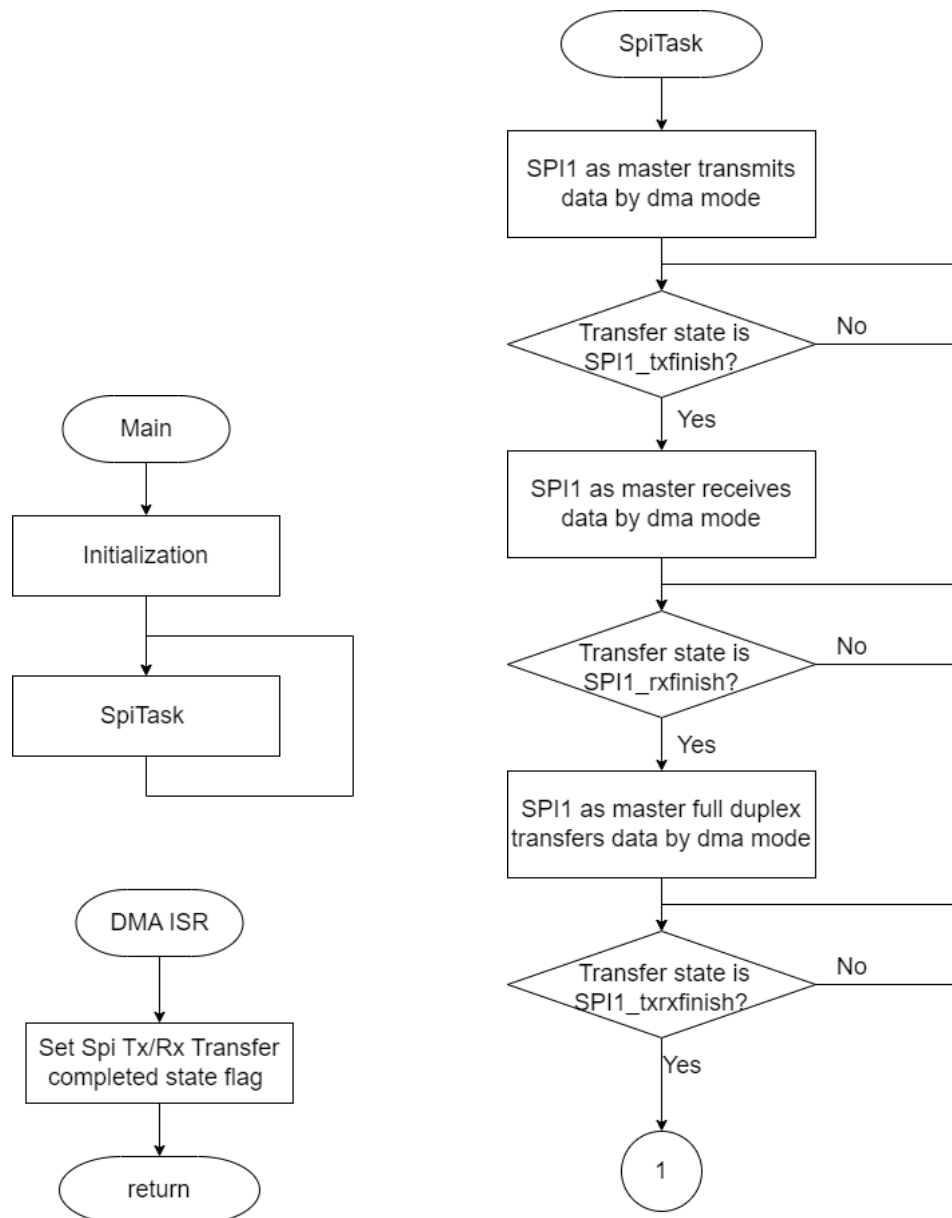 SpiTask
SPI1 as master transmits
data by dma mode
Transfer state is
SPI1_txfinish?
No
Yes
SPI1 as master receives
data by dma mode
Transfer state is
SPI1_rxfinish?
No
Yes
SPI1 as master full duplex
transfers data by dma mode
Transfer state is
SPI1_txrxfinish?
No
Yes
1
Main
Initialization
SpiTask
DMA ISR
Set Spi Tx/Rx Transfer
completed state flag
return